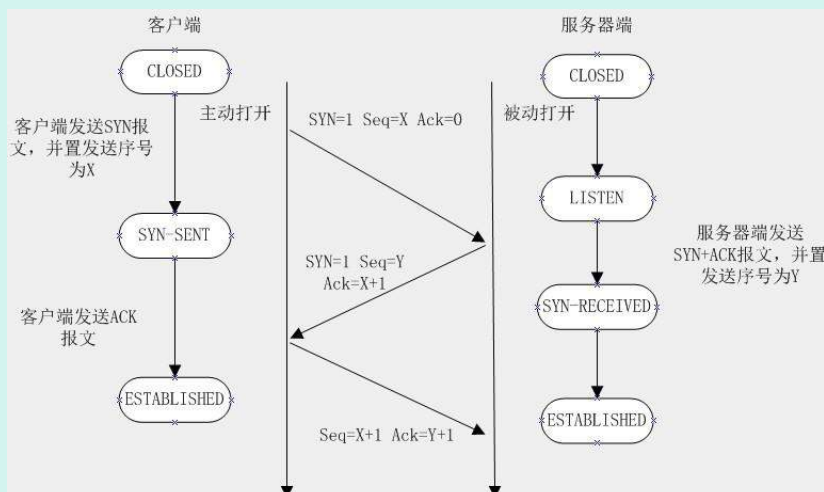 客户端
服务器端
CLOSED
CLOSED
主动打开
被动打开
SYN=1 Seq=X Ack=0
客户端发送SYN报
文，并置发送序号
为X
LISTEN
SYN-SENT
服务器端发送
SYN+ACK报文，并置
发送序号为Y
SYN=1 Seq=Y
Ack=X+1
SYN-RECEIVED
客户端发送ACK
报文
ESTABLISHED
ESTABLISHED
Seq=X+1 Ack=Y+1